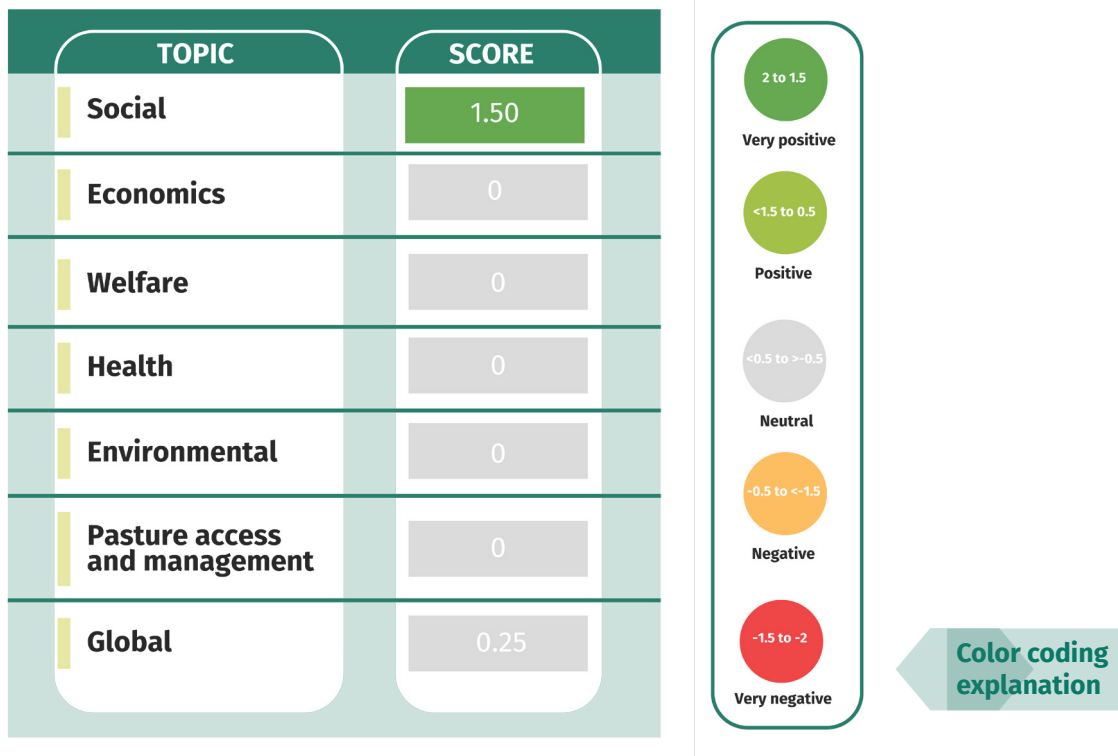 TOPIC SCORE
Social 1.50
Economics 0
Welfare 0
Health 0
Environmental 0
Pasture access
and management 0
Global 0.25
2 to 1.5
Very positive
<1.5 to 0.5
Positive
<0.5 to >-0.5
Neutral
-0.5 to <-1.5
Negative
-1.5 to -2
Very negative
Color coding
explanation